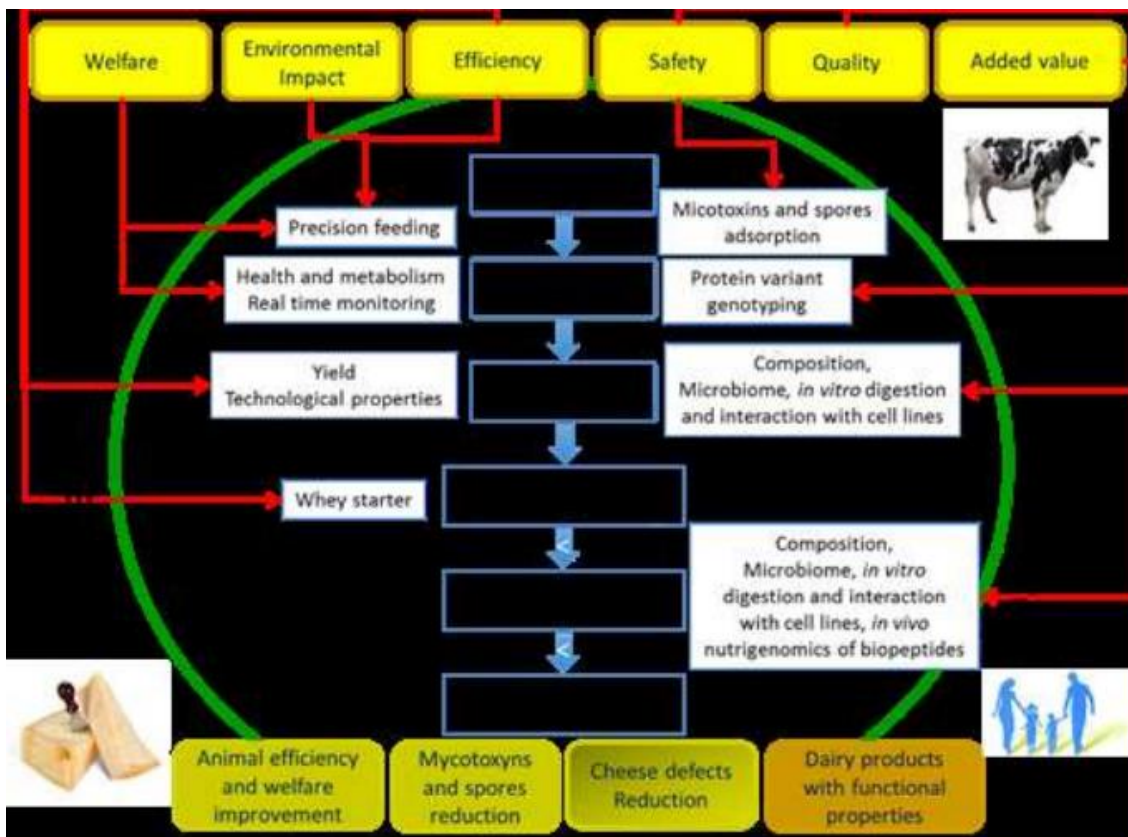 Welfare
Environmental
Impact
Efficiency
Safety
Quality
Added value
Precision feeding
Micotoxins and spores
adsorption
Health and metabolism
Real time monitoring
Protein variant
genotyping
Yield
Technological properties
Composition,
Microbiome, in vitro digestion
and interaction with cell lines
Whey starter
Composition,
Microbiome, in vitro
digestion and interaction
with cell lines, in vivo
nutrigenomics of biopeptides
Animal efficiency
and welfare
improvement
Mycotoxyns
and spores
reduction
Cheese defects
Reduction
Dairy products
with functional
properties